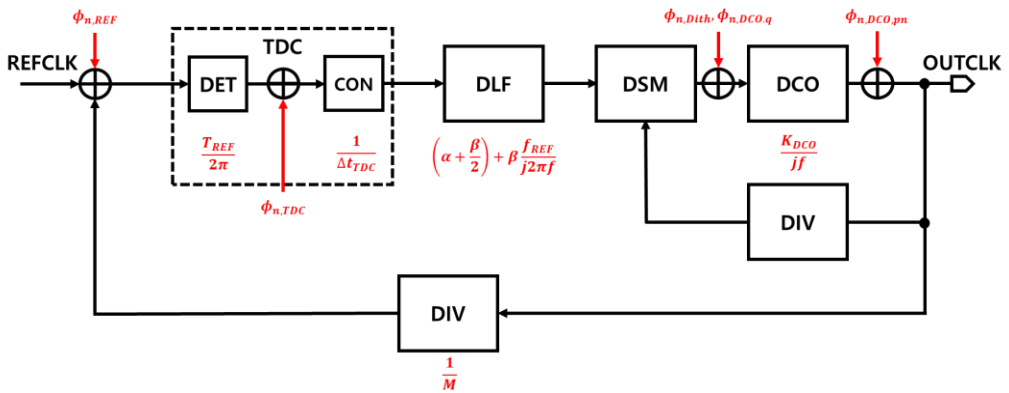 ϕn,REF
ϕn,Dith, ϕn,DCO.q
ϕn,DCO,pn
REFCLK
TDC
OUTCLK
DET
CON
DLF
DSM
DCO
TREF
2π
1
ΔtTDC
(α + β/2) + β fREF/j2πf
KDCO
jf
ϕn,TDC
DIV
DIV
1
M